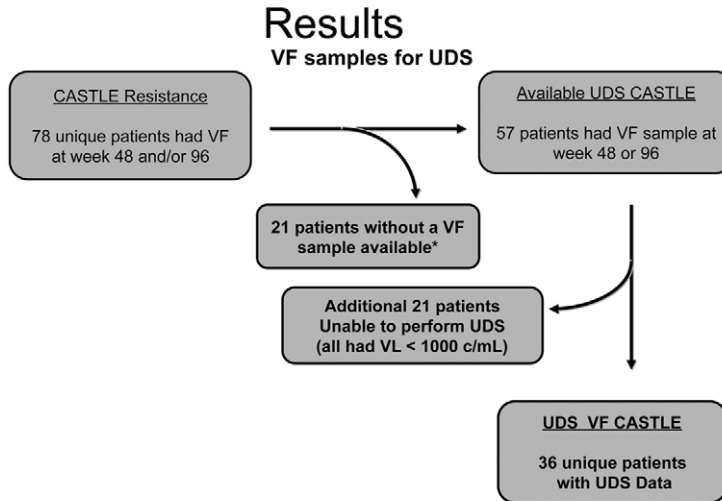 Results
VF samples for UDS
CASTLE Resistance
78 unique patients had VF
at week 48 and/or 96
Available UDS CASTLE
57 patients had VF sample at
week 48 or 96
21 patients without a VF
sample available*
Additional 21 patients
Unable to perform UDS
(all had VL < 1000 c/mL)
UDS VF CASTLE
36 unique patients
with UDS Data